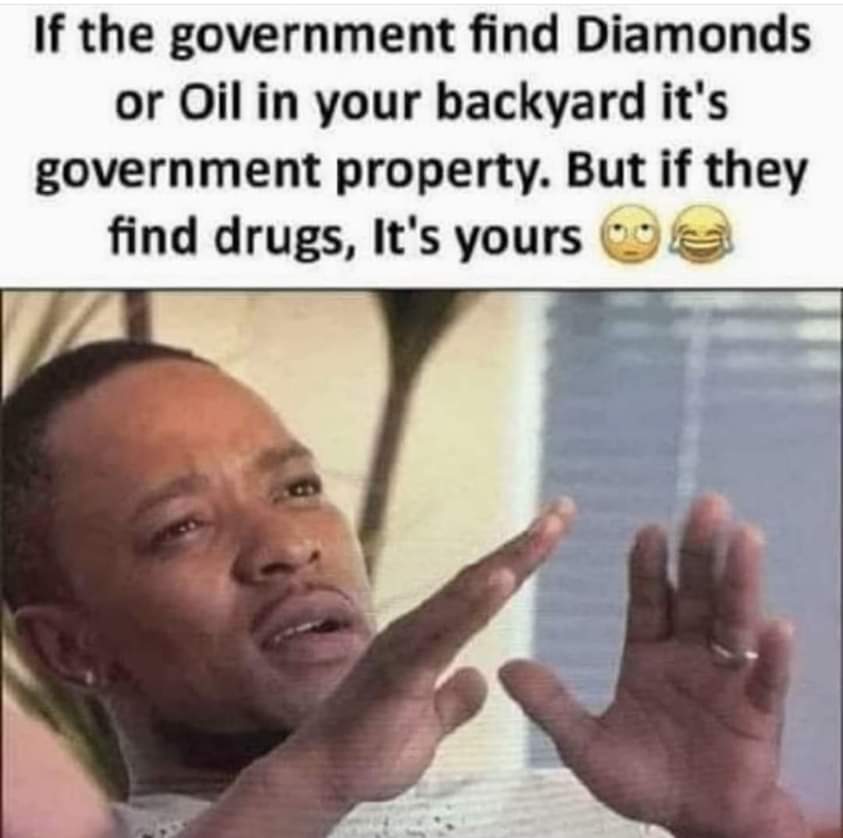 If the government find Diamonds
or Oil in your backyard it's
government property. But if they
find drugs, It's yours 🙄😂